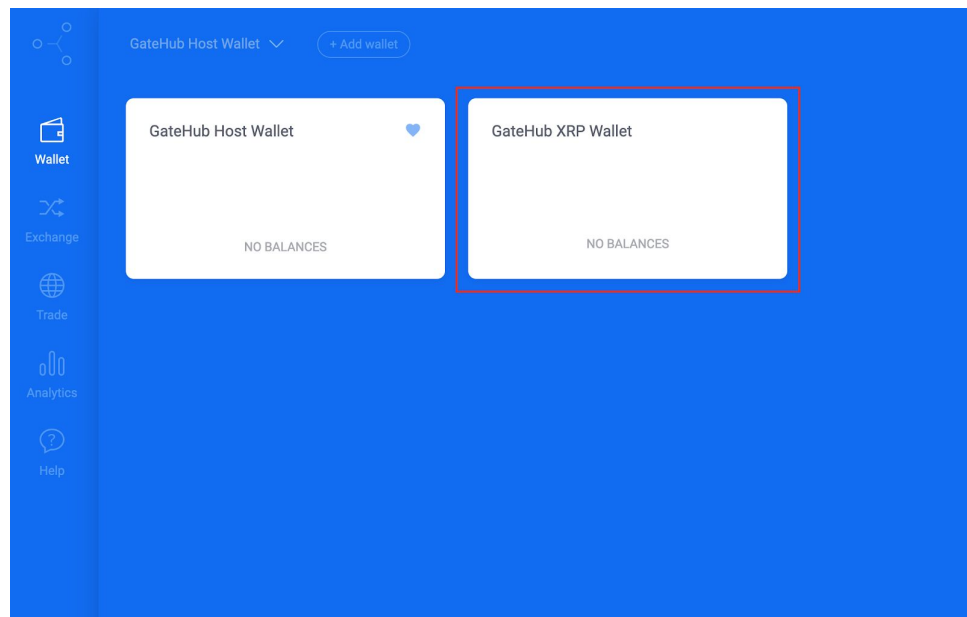 GateHub Host Wallet
+ Add wallet
GateHub Host Wallet
NO BALANCES
GateHub XRP Wallet
NO BALANCES
Wallet
Exchange
Trade
Analytics
?
Help